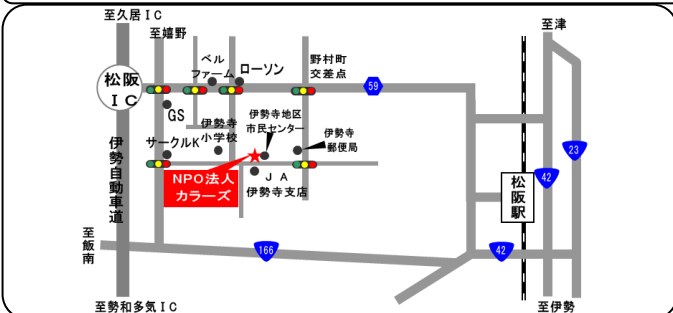 至久居IC
至嬉野
至津
ベル
ファーム
ローソン
野村町
交差点
松阪
IC
59
GS
伊勢寺
小学校
伊勢寺地区
市民センター
伊勢寺
郵便局
サークルK
23
伊勢自動車道
NPO法人
カラーズ
JA
伊勢寺支店
42
松阪駅
至飯南
166
42
至勢和多気IC
至伊勢